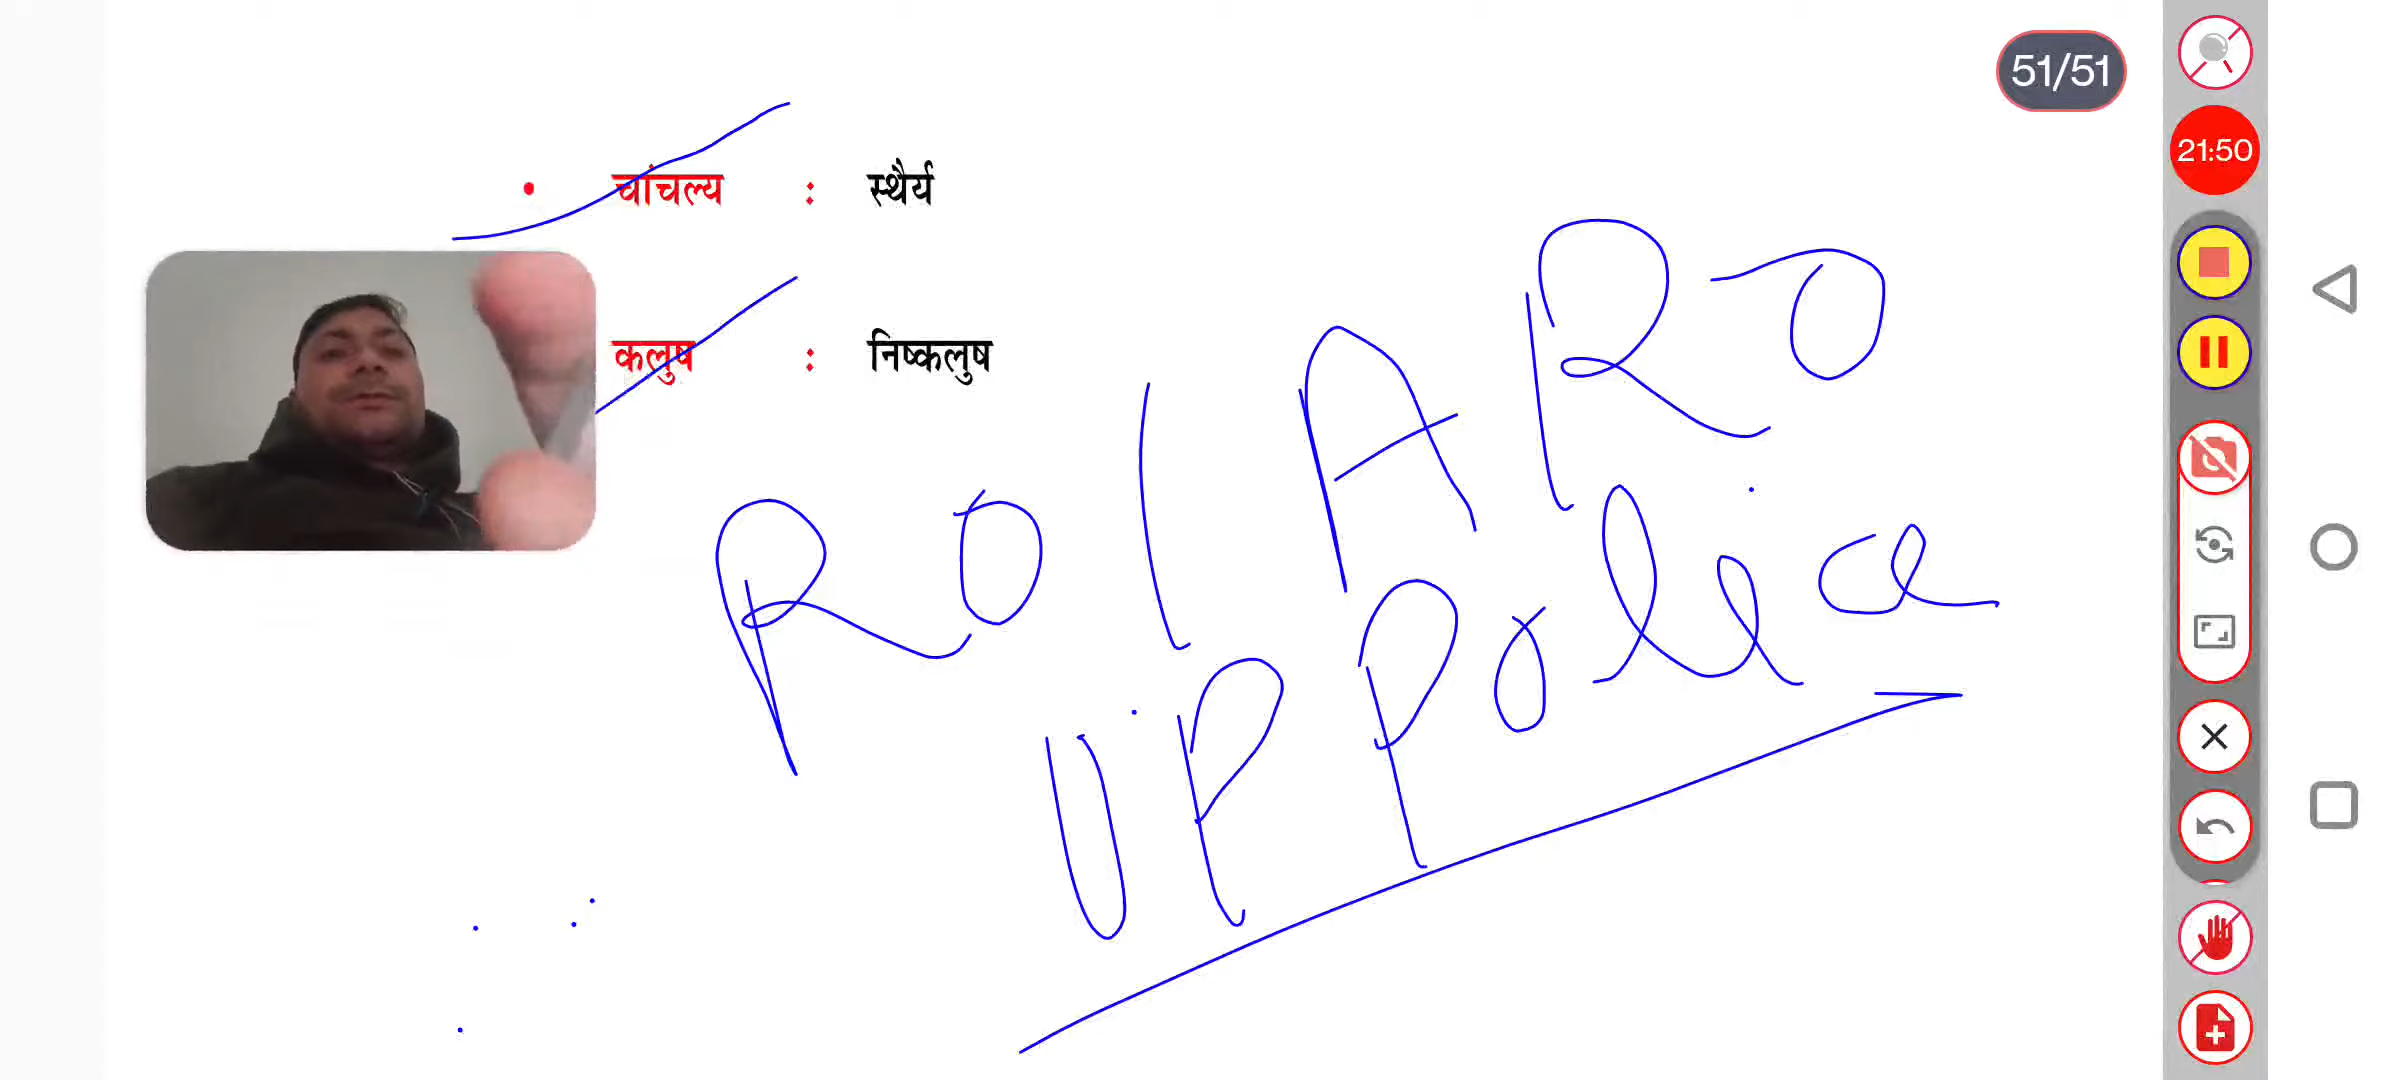 51/51
21:50
• चांचल्य : स्थैर्य
कलुष : निष्कलुष
RO / ARO
UP Police